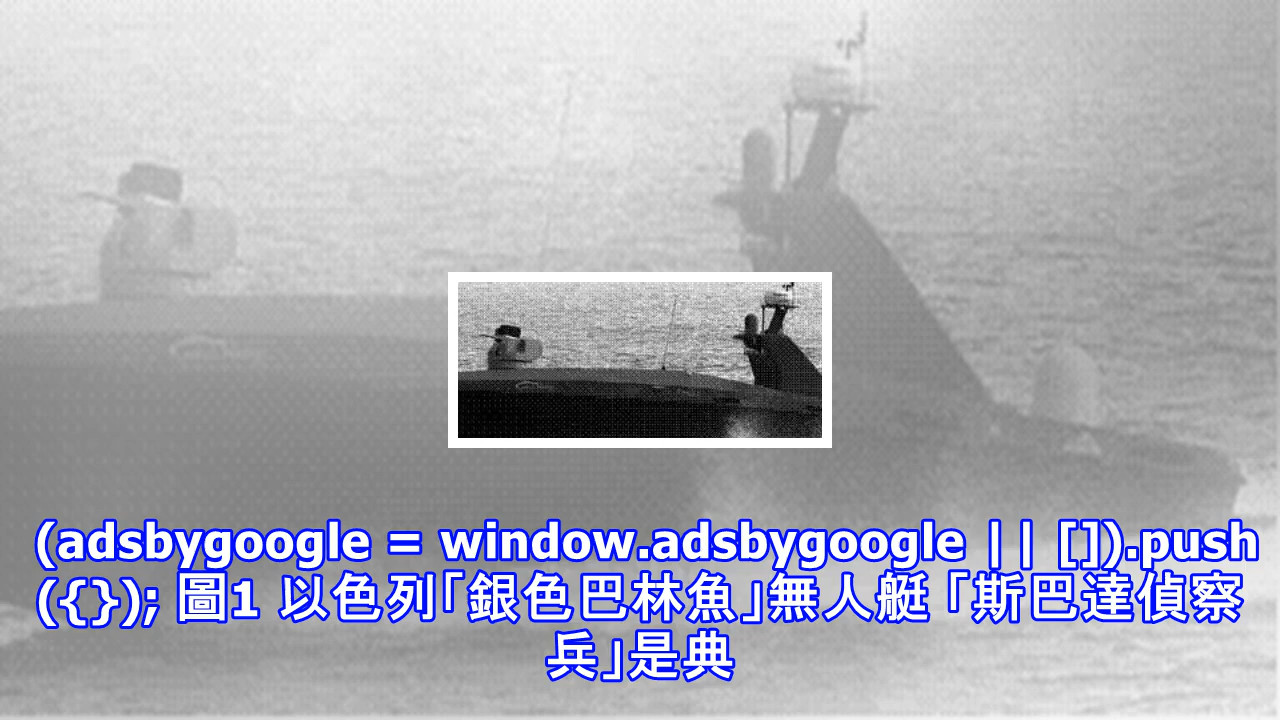 (adsbygoogle = window.adsbygoogle || []).push
({}); 圖1 以色列「銀色巴林魚」無人艇 「斯巴達偵察
兵」是典